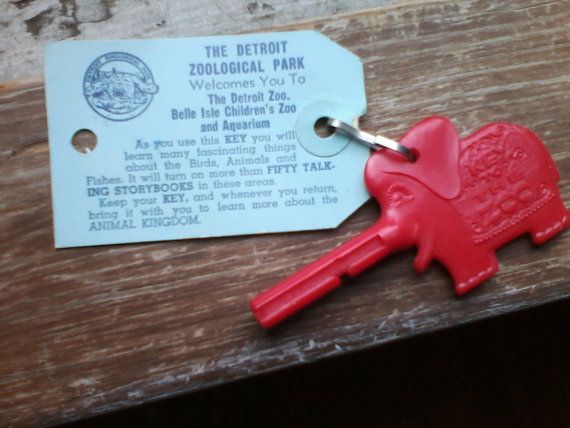 THE DETROIT
ZOOLOGICAL PARK
Welcomes You To
The Detroit Zoo,
Belle Isle Children's Zoo
and Aquarium
As you use this KEY you will
learn many fascinating things
about the Birds, Animals and
Fishes. It will turn on more than FIFTY TALK-
ING STORYBOOKS in these areas.
Keep your KEY, and whenever you return,
bring it with you to learn more about the
ANIMAL KINGDOM.
THE
ZOO